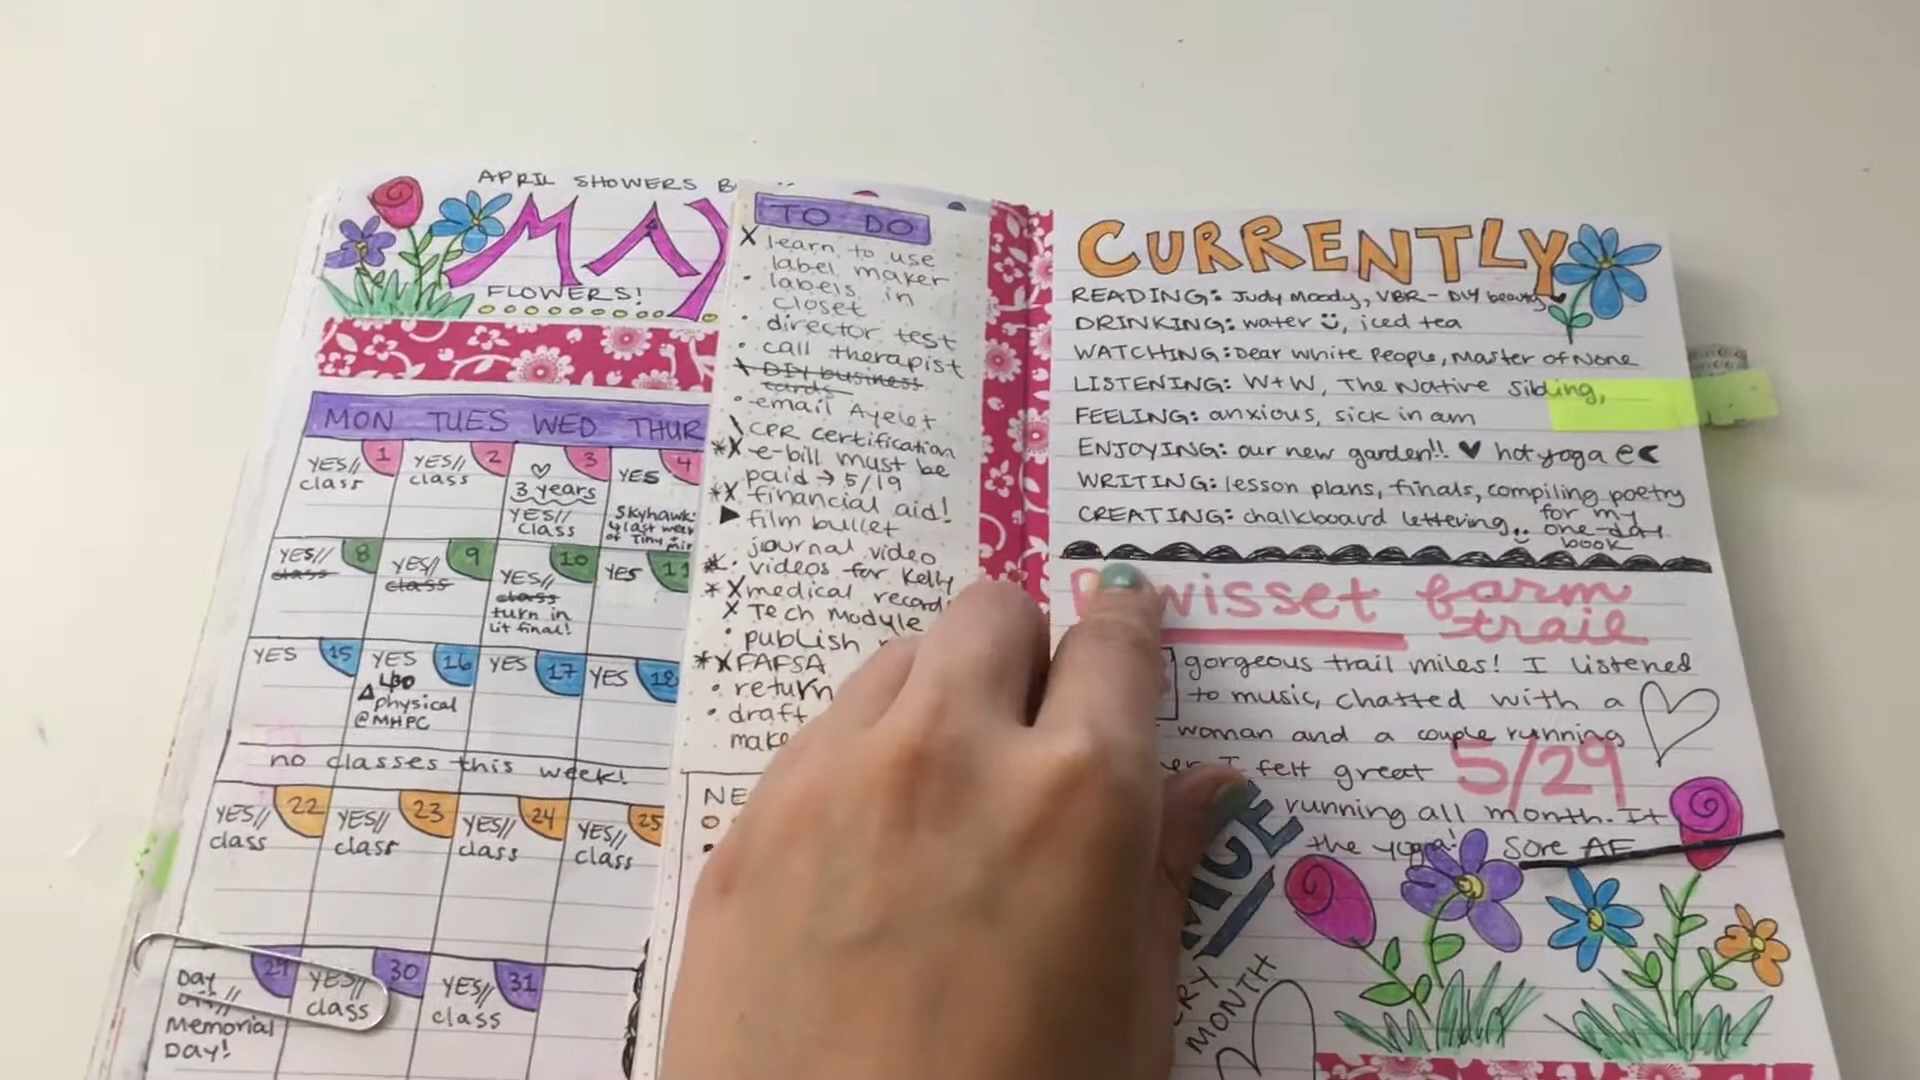 APRIL SHOWERS
MAY
FLOWERS!
MON TUES WED THUR
1
YES//
class
2
YES//
class
3
3 years
YES//
class
4
YES
Skyhawk
last week
of Tiny +
8
YES//
class
9
YES//
class
10
YES//
class
turn in
lit final!
11
YES
15
YES
16
YES
physical
@MHPC
17
YES
18
YES
no classes this week!
22
YES//
class
23
YES//
class
24
YES//
class
25
YES//
class
29
Day
off//
Memorial
Day!
30
YES//
class
31
YES//
class
TO DO
X learn to use
label maker
• labels in
closet
• director test
• call therapist
\ DIY business
cards
• email Ayelet
\ CPR certification
*X e-bill must be
paid → 5/19
*X financial aid!
▶ film bullet
journal video
* • videos for Kelly
*X medical record
X Tech Module
• publish
*X FAFSA
• return
• draft
make
CURRENTLY
READING: Judy Moody, VBR - DIY beauty
DRINKING: water, iced tea
WATCHING: Dear White People, Master of None
LISTENING: W+W, The Native Sibling,
FEELING: anxious, sick in am
ENJOYING: our new garden!! ♥ hot yoga @
WRITING: lesson plans, finals, compiling poetry
for my
one-day
book
CREATING: chalkboard lettering..
wisset farm
trail
gorgeous trail miles! I listened
to music, chatted with a
woman and a couple running
I felt great
5/29
running all month. It
the yoga! Sore AF
MONTH